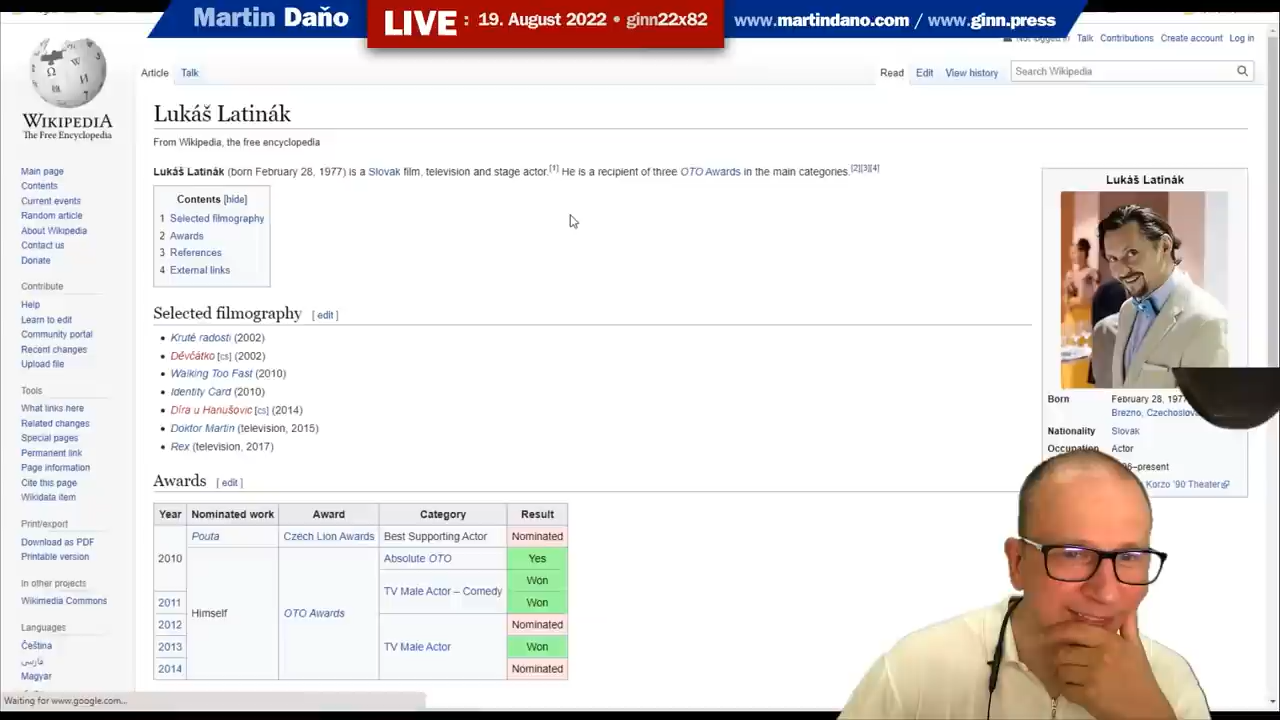 Martin Daňo
LIVE: 19. August 2022 • ginn22x82
www.martindano.com / www.ginn.press
Not logged in Talk Contributions Create account Log in
Article Talk
Read Edit View history Search Wikipedia
WIKIPEDIA
The Free Encyclopedia
Main page
Contents
Current events
Random article
About Wikipedia
Contact us
Donate
Contribute
Help
Learn to edit
Community portal
Recent changes
Upload file
Tools
What links here
Related changes
Special pages
Permanent link
Page information
Cite this page
Wikidata item
Print/export
Download as PDF
Printable version
In other projects
Wikimedia Commons
Languages
Čeština
فارسی
Magyar
Lukáš Latinák
From Wikipedia, the free encyclopedia
Lukáš Latinák (born February 28, 1977) is a Slovak film, television and stage actor.[1] He is a recipient of three OTO Awards in the main categories.[2][3][4]
Contents [hide]
1 Selected filmography
2 Awards
3 References
4 External links
Selected filmography [ edit ]
• Kruté radosti (2002)
• Děvčátko [cs] (2002)
• Walking Too Fast (2010)
• Identity Card (2010)
• Díra u Hanušovic [cs] (2014)
• Doktor Martin (television, 2015)
• Rex (television, 2017)
Awards [ edit ]
Year Nominated work Award Category Result
2010 Pouta Czech Lion Awards Best Supporting Actor Nominated
Himself OTO Awards Absolute OTO Yes
TV Male Actor – Comedy Won
2011 Won
2012 TV Male Actor Nominated
2013 Won
2014 Nominated
Lukáš Latinák
Born February 28, 1977
Brezno, Czechoslov
Nationality Slovak
Occupation Actor
6–present
Korzo '90 Theater
Waiting for www.google.com...